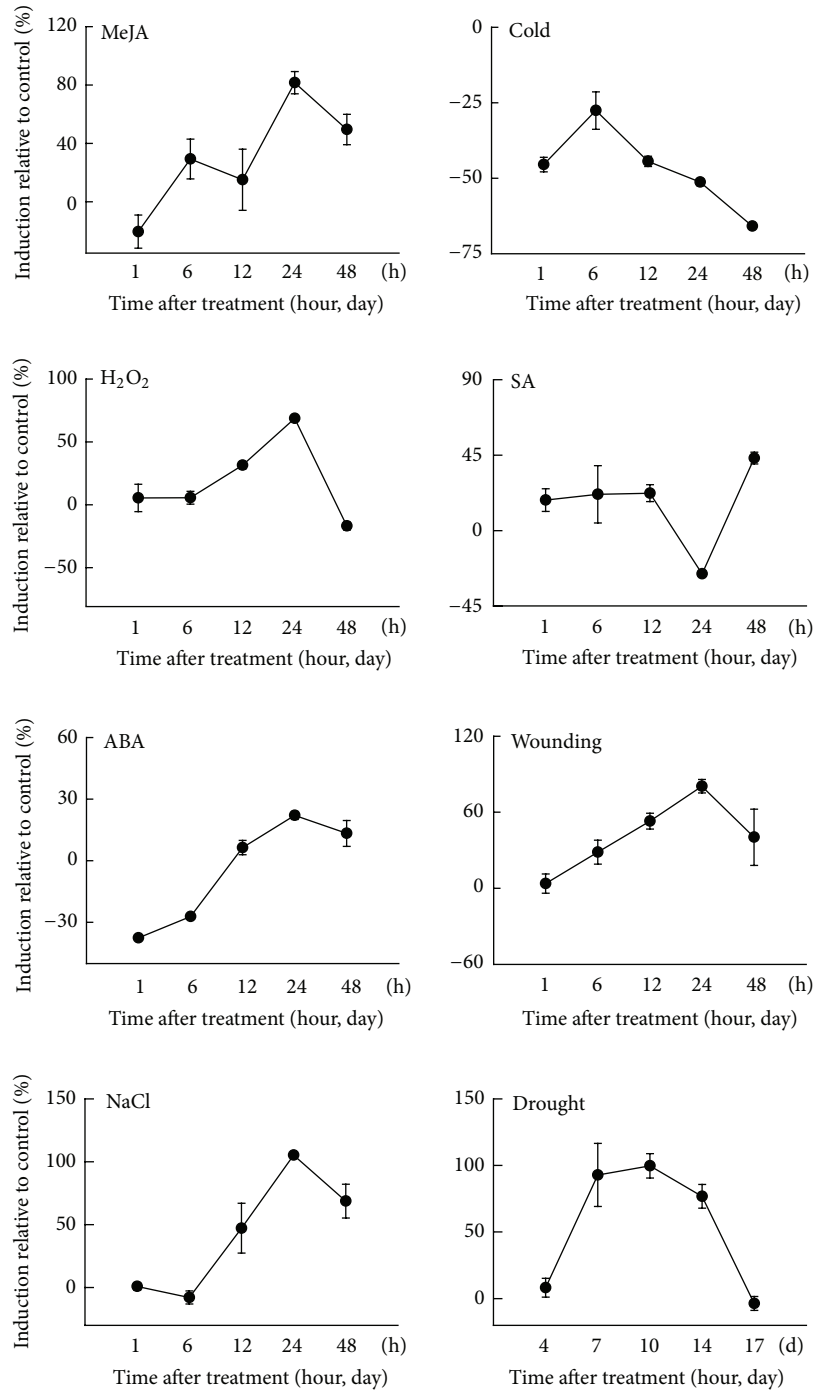 Induction relative to control (%)
MeJA
120
80
40
0
1 6 12 24 48 (h)
Time after treatment (hour, day)
Cold
0
−25
−50
−75
1 6 12 24 48 (h)
Time after treatment (hour, day)
Induction relative to control (%)
H₂O₂
100
50
0
−50
1 6 12 24 48 (h)
Time after treatment (hour, day)
SA
90
45
0
−45
1 6 12 24 48 (h)
Time after treatment (hour, day)
Induction relative to control (%)
ABA
60
30
0
−30
1 6 12 24 48 (h)
Time after treatment (hour, day)
Wounding
120
60
0
−60
1 6 12 24 48 (h)
Time after treatment (hour, day)
Induction relative to control (%)
NaCl
150
100
50
0
1 6 12 24 48 (h)
Time after treatment (hour, day)
Drought
150
100
50
0
4 7 10 14 17 (d)
Time after treatment (hour, day)